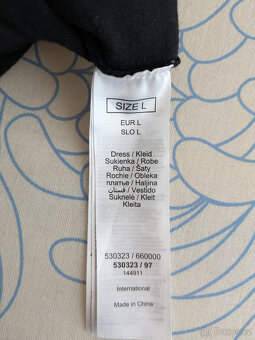 SIZE L
EUR L
SLO L
Dress / Kleid
Sukienka / Robe
Ruha / Šaty
Rochie / Obleka
платье / Haljina
فستان / Vestido
Suknelė / Kleit
Kleita
530323 / 660000
530323 / 97
144911
International
Made in China